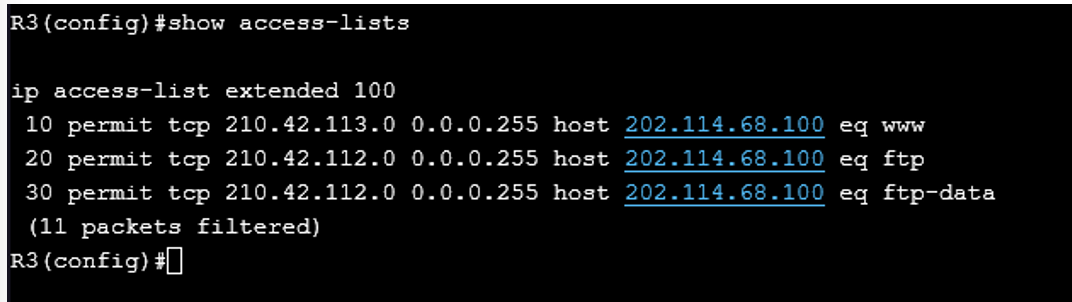 R3(config)#show access-lists
ip access-list extended 100
10 permit tcp 210.42.113.0 0.0.0.255 host 202.114.68.100 eq www
20 permit tcp 210.42.112.0 0.0.0.255 host 202.114.68.100 eq ftp
30 permit tcp 210.42.112.0 0.0.0.255 host 202.114.68.100 eq ftp-data
(11 packets filtered)
R3(config)#